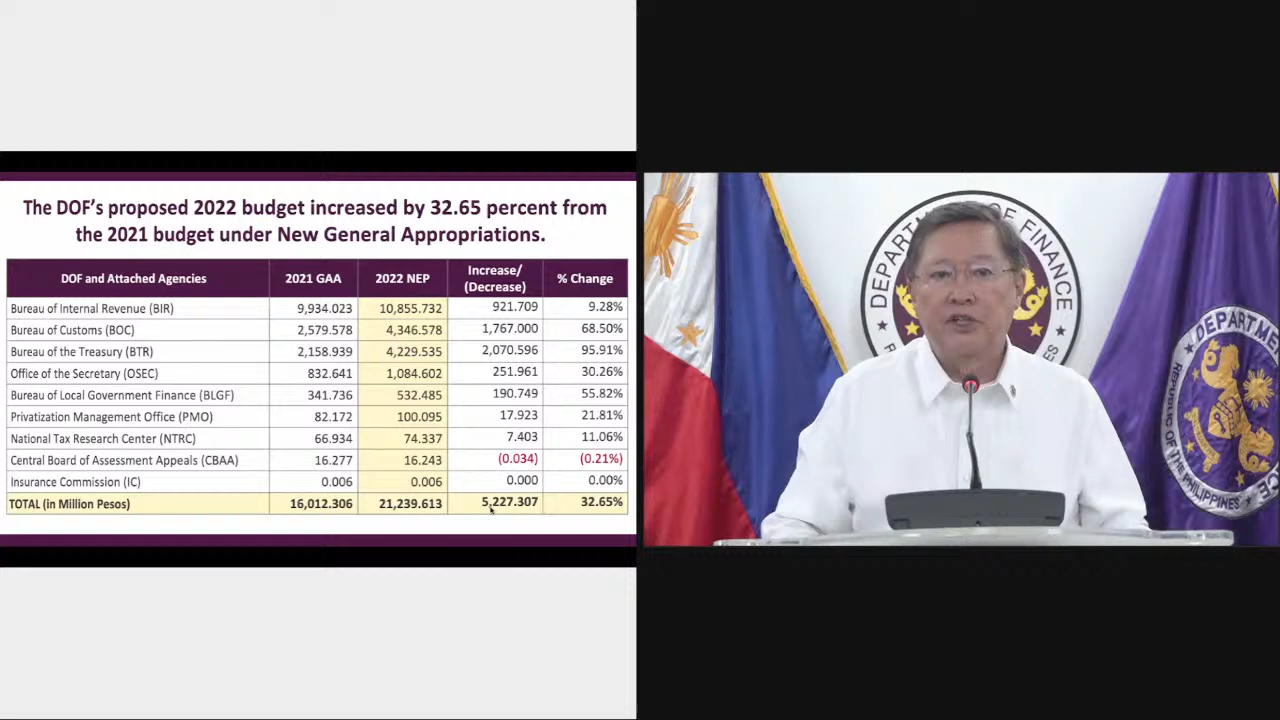 The DOF's proposed 2022 budget increased by 32.65 percent from
the 2021 budget under New General Appropriations.
DOF and Attached Agencies 2021 GAA 2022 NEP Increase/ (Decrease) % Change
Bureau of Internal Revenue (BIR) 9,934.023 10,855.732 921.709 9.28%
Bureau of Customs (BOC) 2,579.578 4,346.578 1,767.000 68.50%
Bureau of the Treasury (BTR) 2,158.939 4,229.535 2,070.596 95.91%
Office of the Secretary (OSEC) 832.641 1,084.602 251.961 30.26%
Bureau of Local Government Finance (BLGF) 341.736 532.485 190.749 55.82%
Privatization Management Office (PMO) 82.172 100.095 17.923 21.81%
National Tax Research Center (NTRC) 66.934 74.337 7.403 11.06%
Central Board of Assessment Appeals (CBAA) 16.277 16.243 (0.034) (0.21%)
Insurance Commission (IC) 0.006 0.006 0.000 0.00%
TOTAL (in Million Pesos) 16,012.306 21,239.613 5,227.307 32.65%
FINANCE
OF THE PHILIPPINES